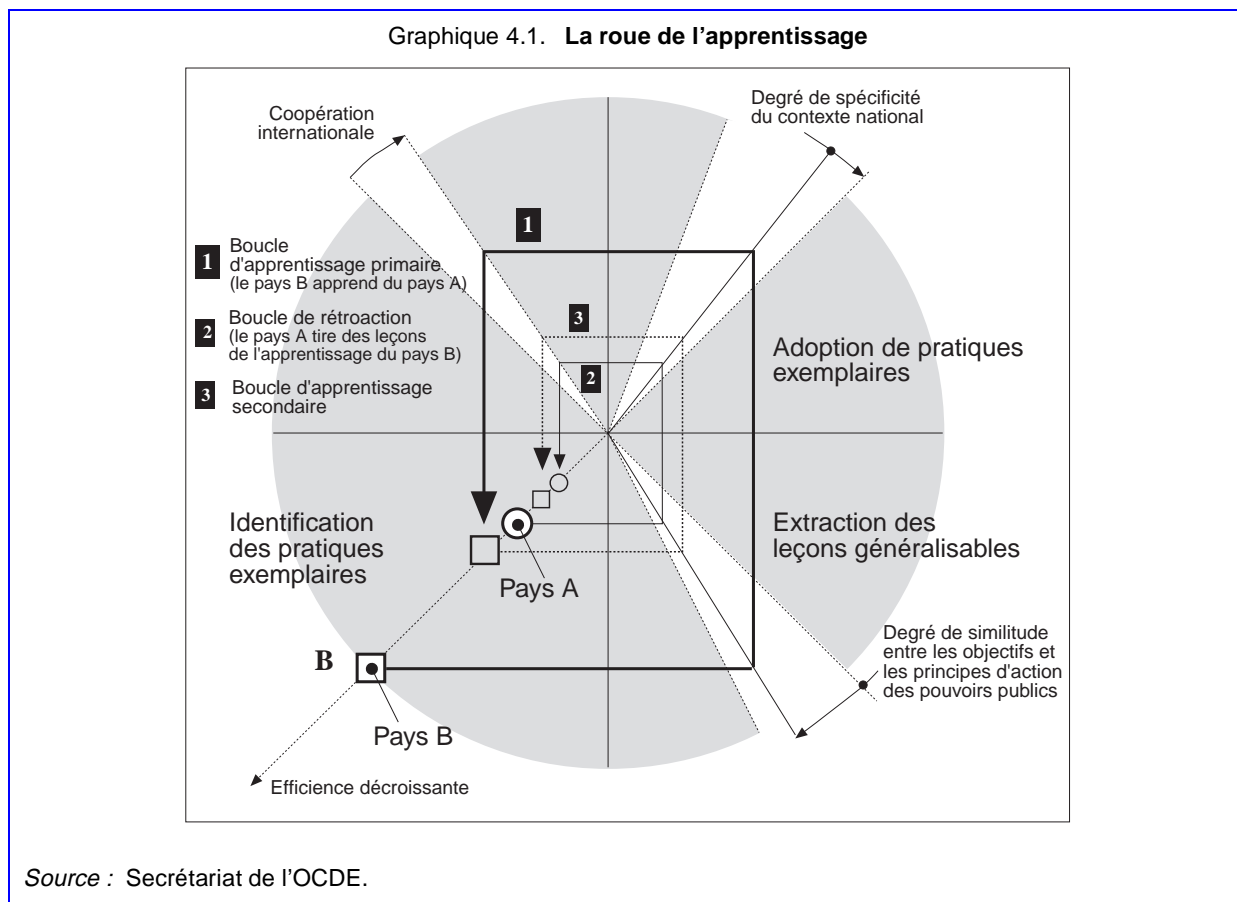 Graphique 4.1. La roue de l’apprentissage
Coopération
internationale
Degré de spécificité
du contexte national
1
1 Boucle
d'apprentissage primaire
(le pays B apprend du pays A)
2 Boucle de rétroaction
(le pays A tire des leçons
de l'apprentissage du pays B)
3 Boucle d'apprentissage
secondaire
3
2
Adoption de pratiques
exemplaires
Identification
des pratiques
exemplaires
Extraction des
leçons généralisables
Pays A
Degré de similitude
entre les objectifs et
les principes d'action
des pouvoirs publics
B
Pays B
Efficience décroissante
Source : Secrétariat de l’OCDE.